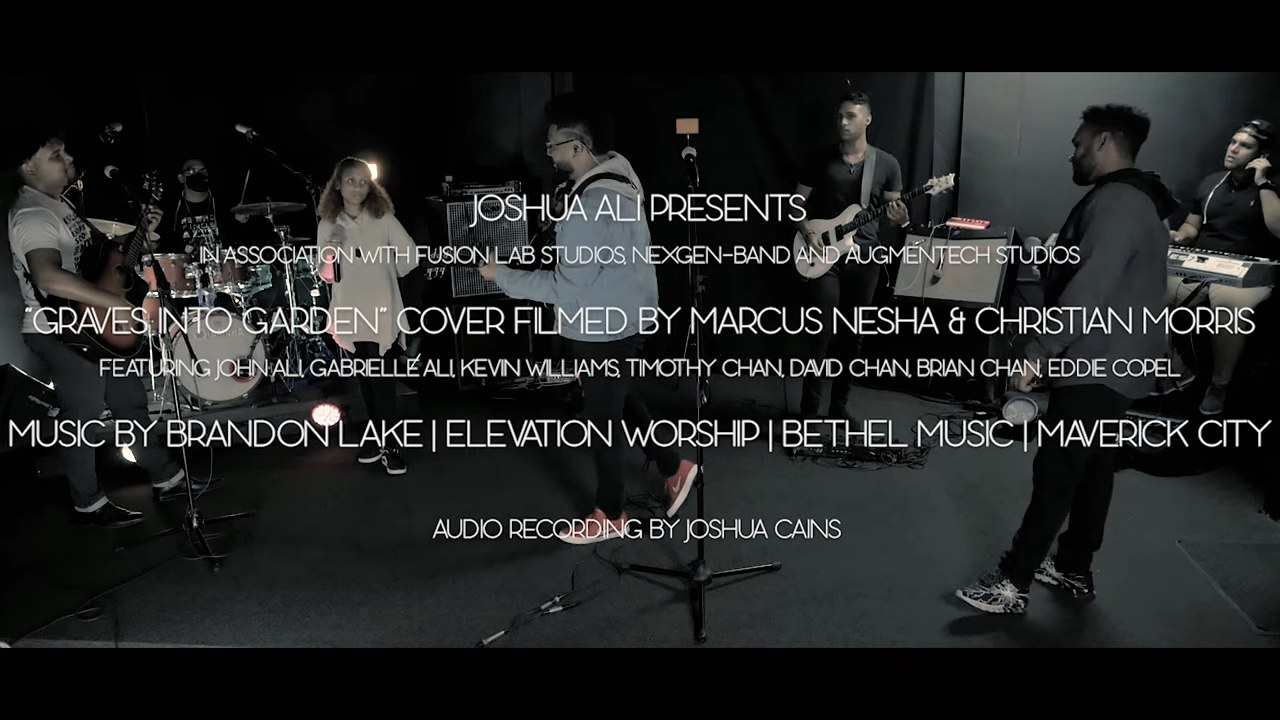 JOSHUA ALI PRESENTS
IN ASSOCIATION WITH FUSION LAB STUDIOS, NEXGEN-BAND AND AUGMENTECH STUDIOS
"GRAVES INTO GARDEN" COVER FILMED BY MARCUS NESHA & CHRISTIAN MORRIS
FEATURING JOHN ALI, GABRIELLE ALI, KEVIN WILLIAMS, TIMOTHY CHAN, DAVID CHAN, BRIAN CHAN, EDDIE COPEL
MUSIC BY BRANDON LAKE | ELEVATION WORSHIP | BETHEL MUSIC | MAVERICK CITY
AUDIO RECORDING BY JOSHUA CAINS